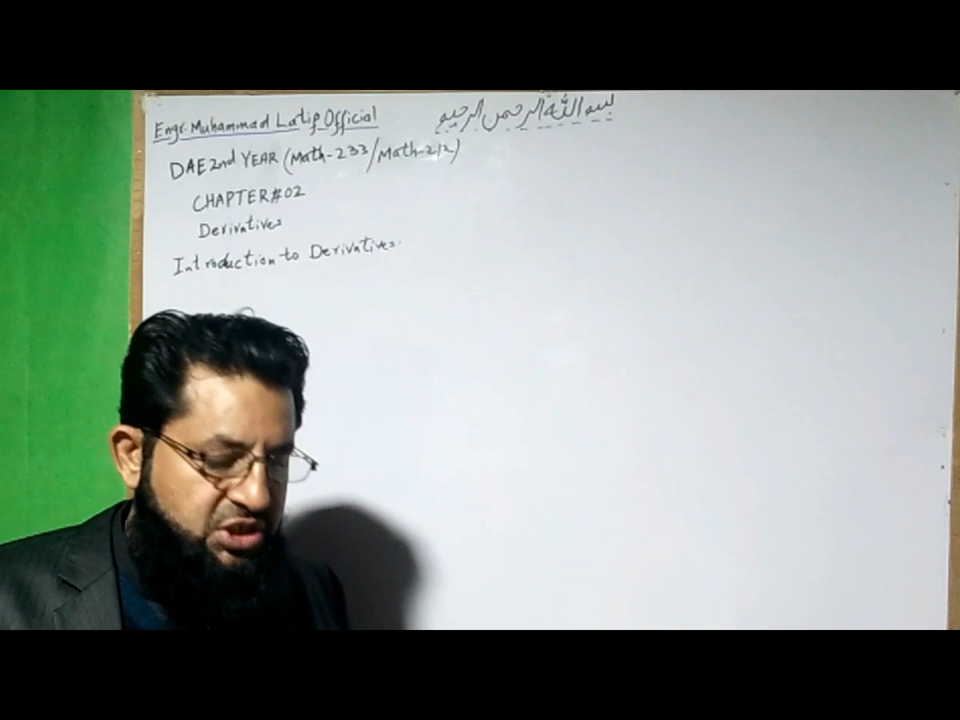 Engr. Muhammad Latif Official
بسم اللہ الرحمن الرحیم
DAE 2nd YEAR (Math-233/Math-212)
CHAPTER#02
Derivatives
Introduction to Derivatives.